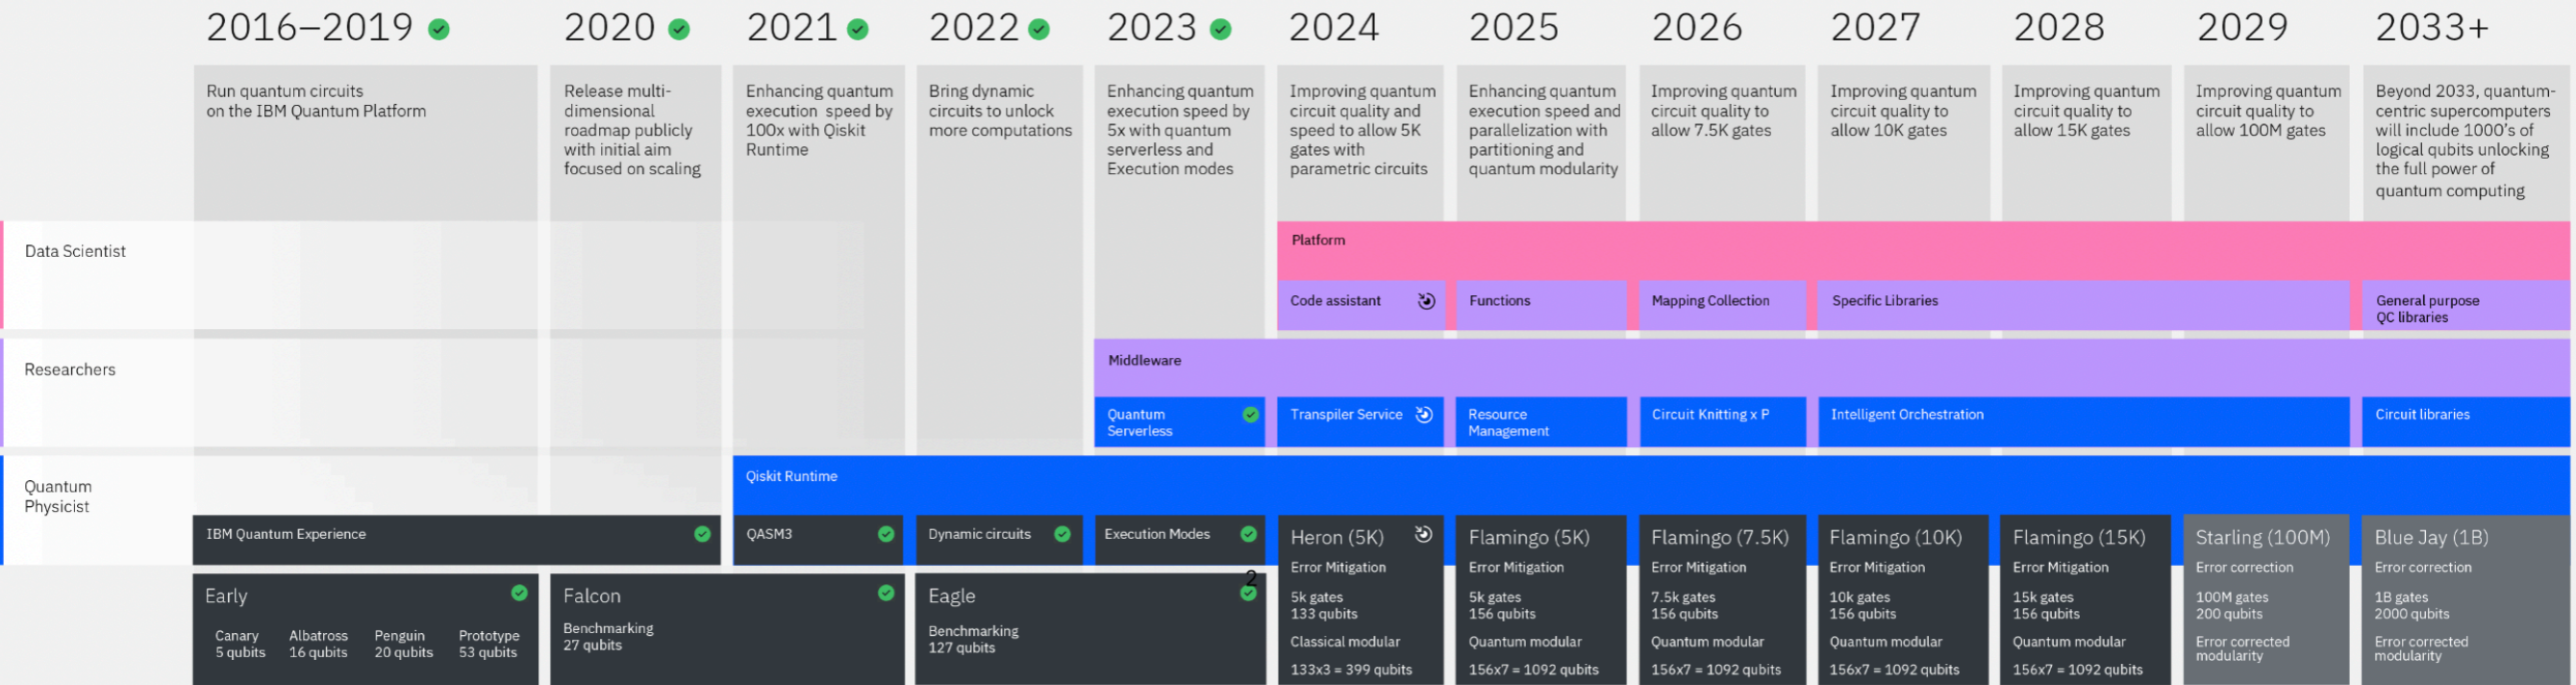 2016–2019
2020
2021
2022
2023
2024
2025
2026
2027
2028
2029
2033+
Run quantum circuits
on the IBM Quantum Platform
Release multi-
dimensional
roadmap publicly
with initial aim
focused on scaling
Enhancing quantum
execution speed by
100x with Qiskit
Runtime
Bring dynamic
circuits to unlock
more computations
Enhancing quantum
execution speed by
5x with quantum
serverless and
Execution modes
Improving quantum
circuit quality and
speed to allow 5K
gates with
parametric circuits
Enhancing quantum
execution speed and
parallelization with
partitioning and
quantum modularity
Improving quantum
circuit quality to
allow 7.5K gates
Improving quantum
circuit quality to
allow 10K gates
Improving quantum
circuit quality to
allow 15K gates
Improving quantum
circuit quality to
allow 100M gates
Beyond 2033, quantum-
centric supercomputers
will include 1000's of
logical qubits unlocking
the full power of
quantum computing
Data Scientist
Platform
Code assistant
Functions
Mapping Collection
Specific Libraries
General purpose
QC libraries
Researchers
Middleware
Quantum
Serverless
Transpiler Service
Resource
Management
Circuit Knitting x P
Intelligent Orchestration
Circuit libraries
Quantum
Physicist
Qiskit Runtime
IBM Quantum Experience
QASM3
Dynamic circuits
Execution Modes
Early
Canary
5 qubits
Albatross
16 qubits
Penguin
20 qubits
Prototype
53 qubits
Falcon
Benchmarking
27 qubits
Eagle
Benchmarking
127 qubits
2
Heron (5K)
Error Mitigation
5k gates
133 qubits
Classical modular
133x3 = 399 qubits
Flamingo (5K)
Error Mitigation
5k gates
156 qubits
Quantum modular
156x7 = 1092 qubits
Flamingo (7.5K)
Error Mitigation
7.5k gates
156 qubits
Quantum modular
156x7 = 1092 qubits
Flamingo (10K)
Error Mitigation
10k gates
156 qubits
Quantum modular
156x7 = 1092 qubits
Flamingo (15K)
Error Mitigation
15k gates
156 qubits
Quantum modular
156x7 = 1092 qubits
Starling (100M)
Error correction
100M gates
200 qubits
Error corrected
modularity
Blue Jay (1B)
Error correction
1B gates
2000 qubits
Error corrected
modularity